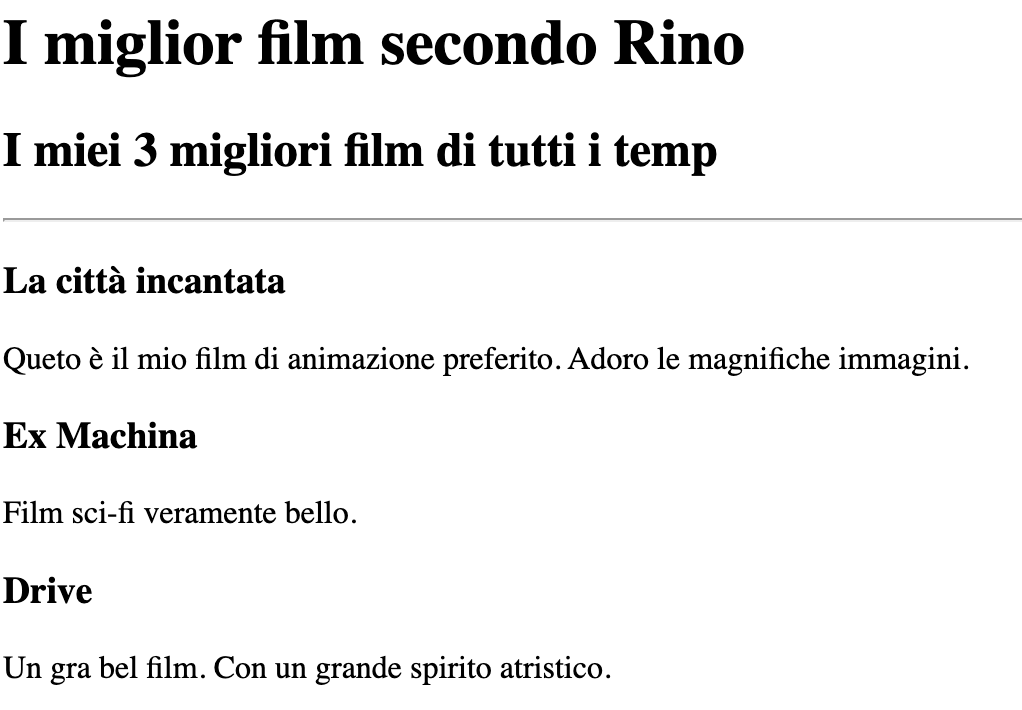 I miglior film secondo Rino
I miei 3 migliori film di tutti i temp
La città incantata
Queto è il mio film di animazione preferito. Adoro le magnifiche immagini.
Ex Machina
Film sci-fi veramente bello.
Drive
Un gra bel film. Con un grande spirito atristico.